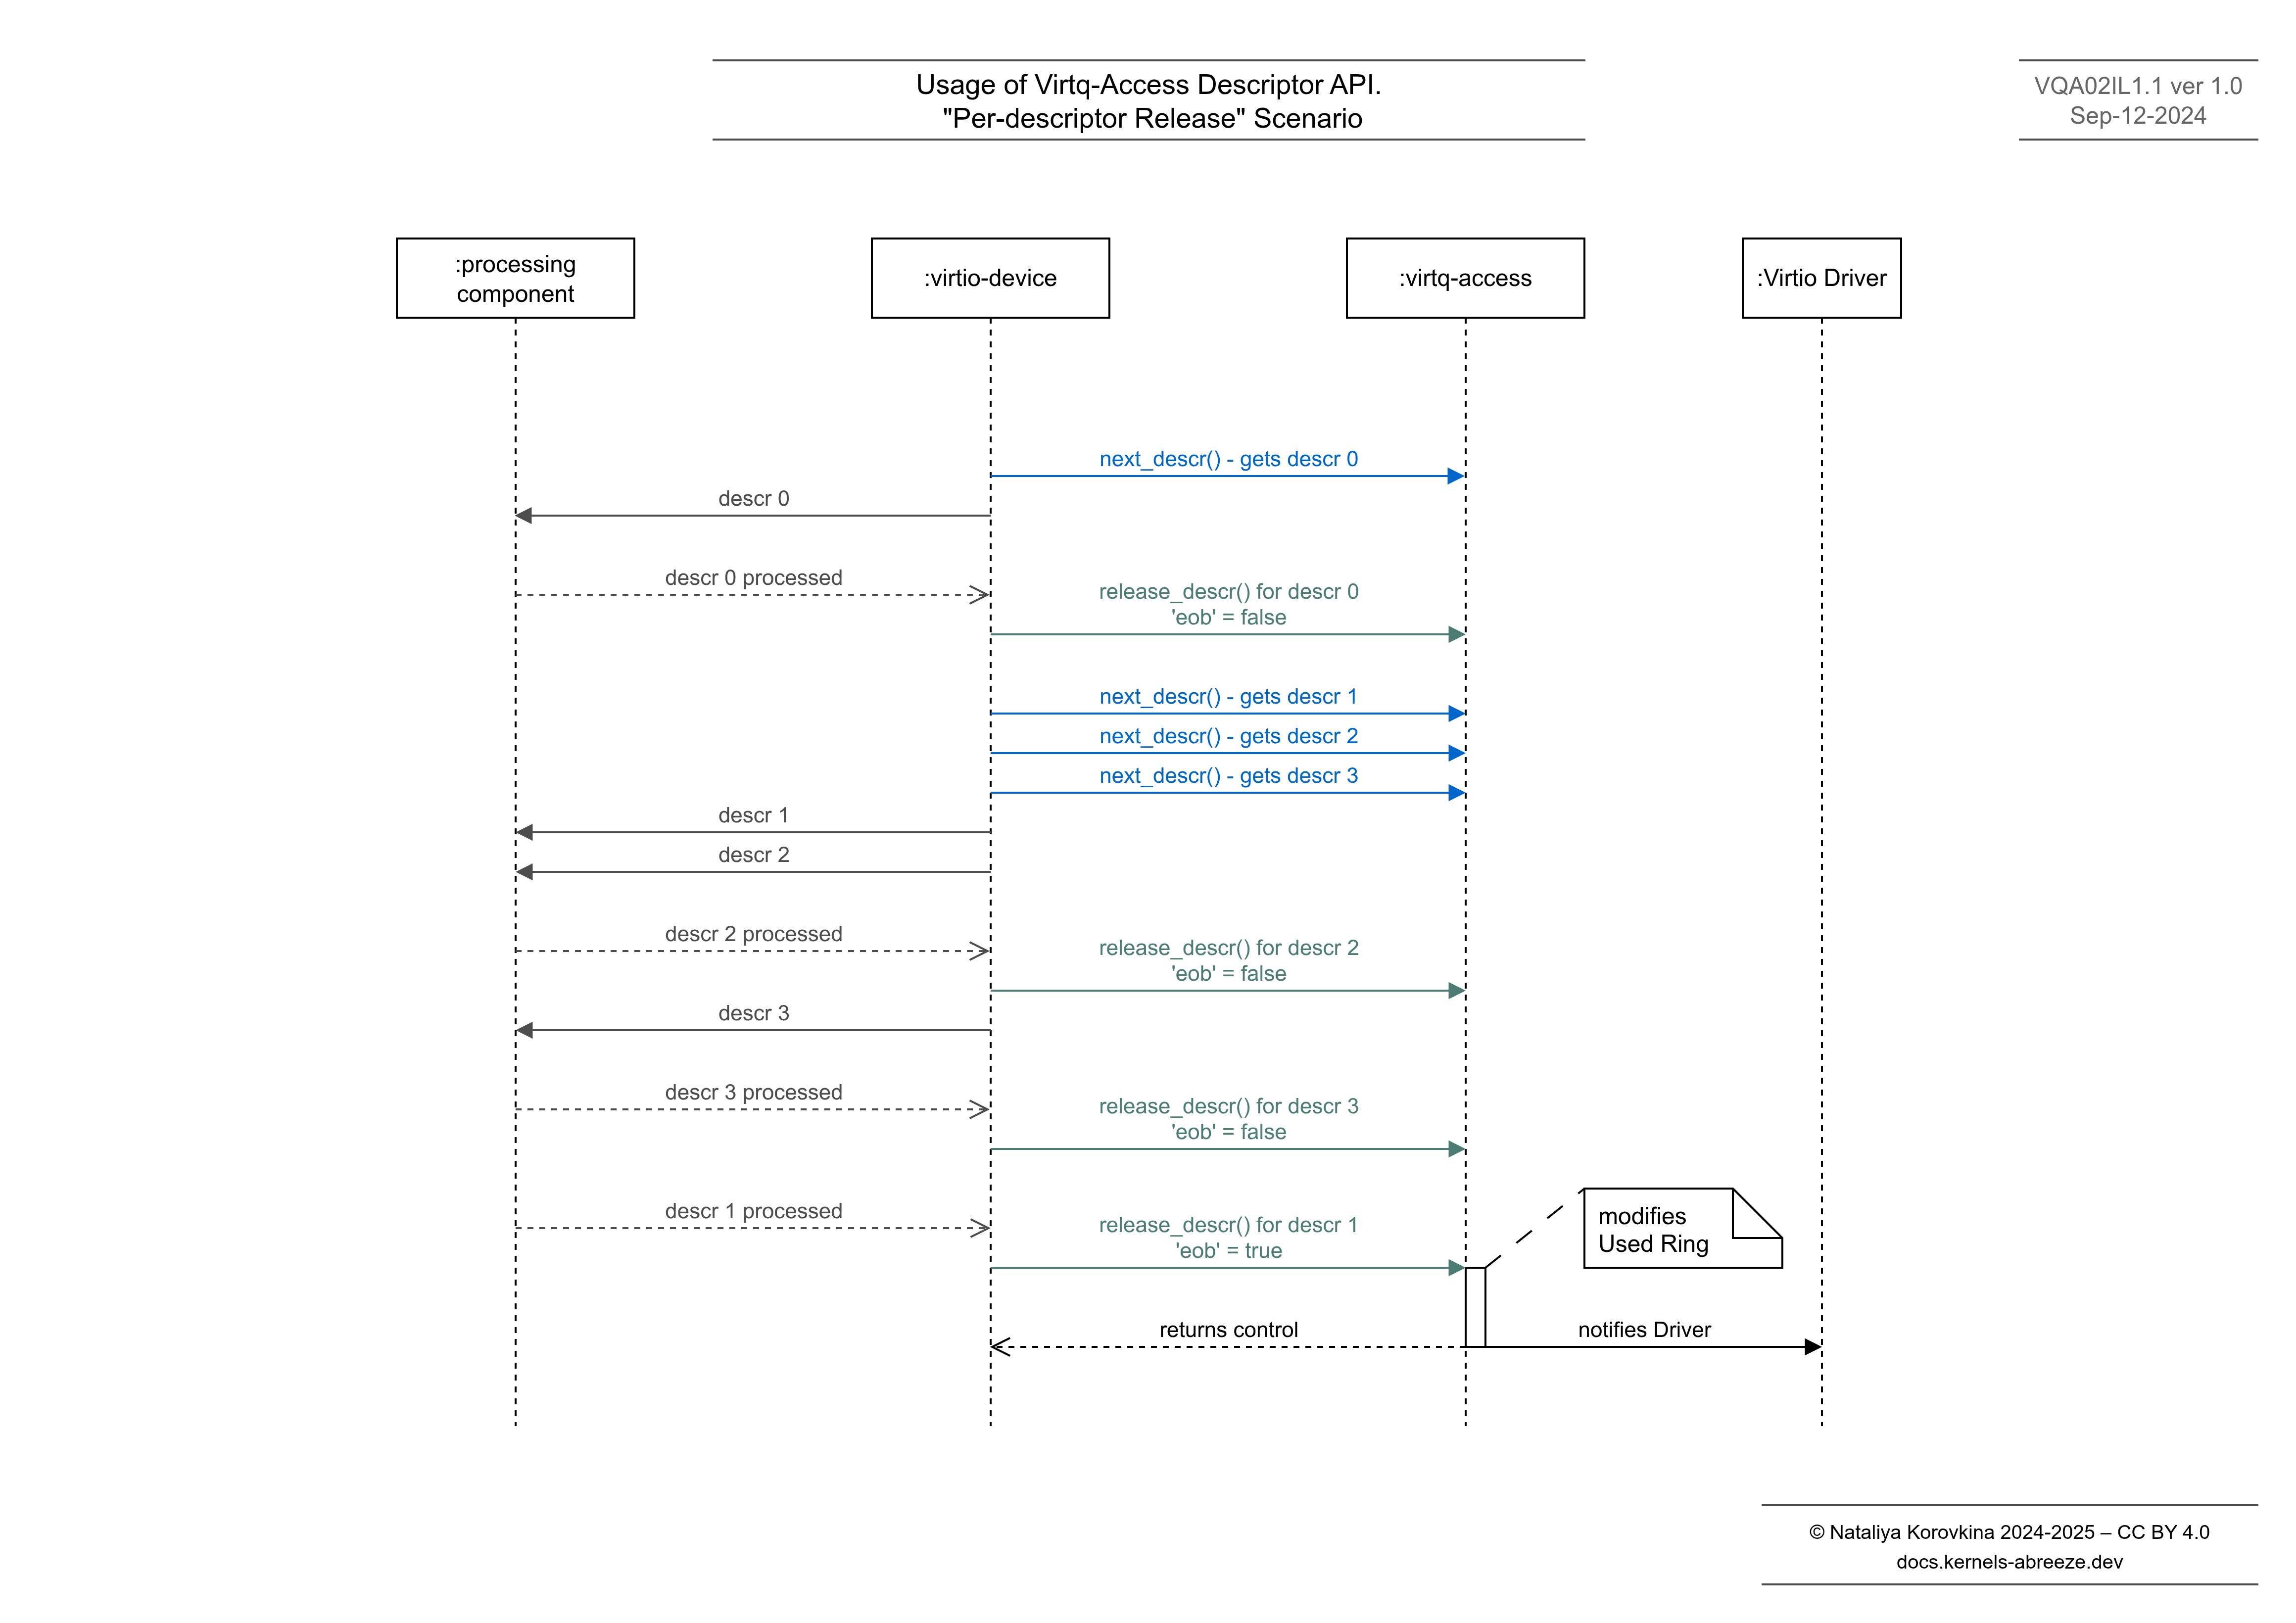 Usage of Virtq-Access Descriptor API.
"Per-descriptor Release" Scenario
VQA02IL1.1 ver 1.0
Sep-12-2024
:processing
component
:virtio-device
:virtq-access
:Virtio Driver
next_descr() - gets descr 0
descr 0
descr 0 processed
release_descr() for descr 0
'eob' = false
next_descr() - gets descr 1
next_descr() - gets descr 2
next_descr() - gets descr 3
descr 1
descr 2
descr 2 processed
release_descr() for descr 2
'eob' = false
descr 3
descr 3 processed
release_descr() for descr 3
'eob' = false
descr 1 processed
release_descr() for descr 1
'eob' = true
modifies
Used Ring
returns control
notifies Driver
© Nataliya Korovkina 2024-2025 – CC BY 4.0
docs.kernels-abreeze.dev